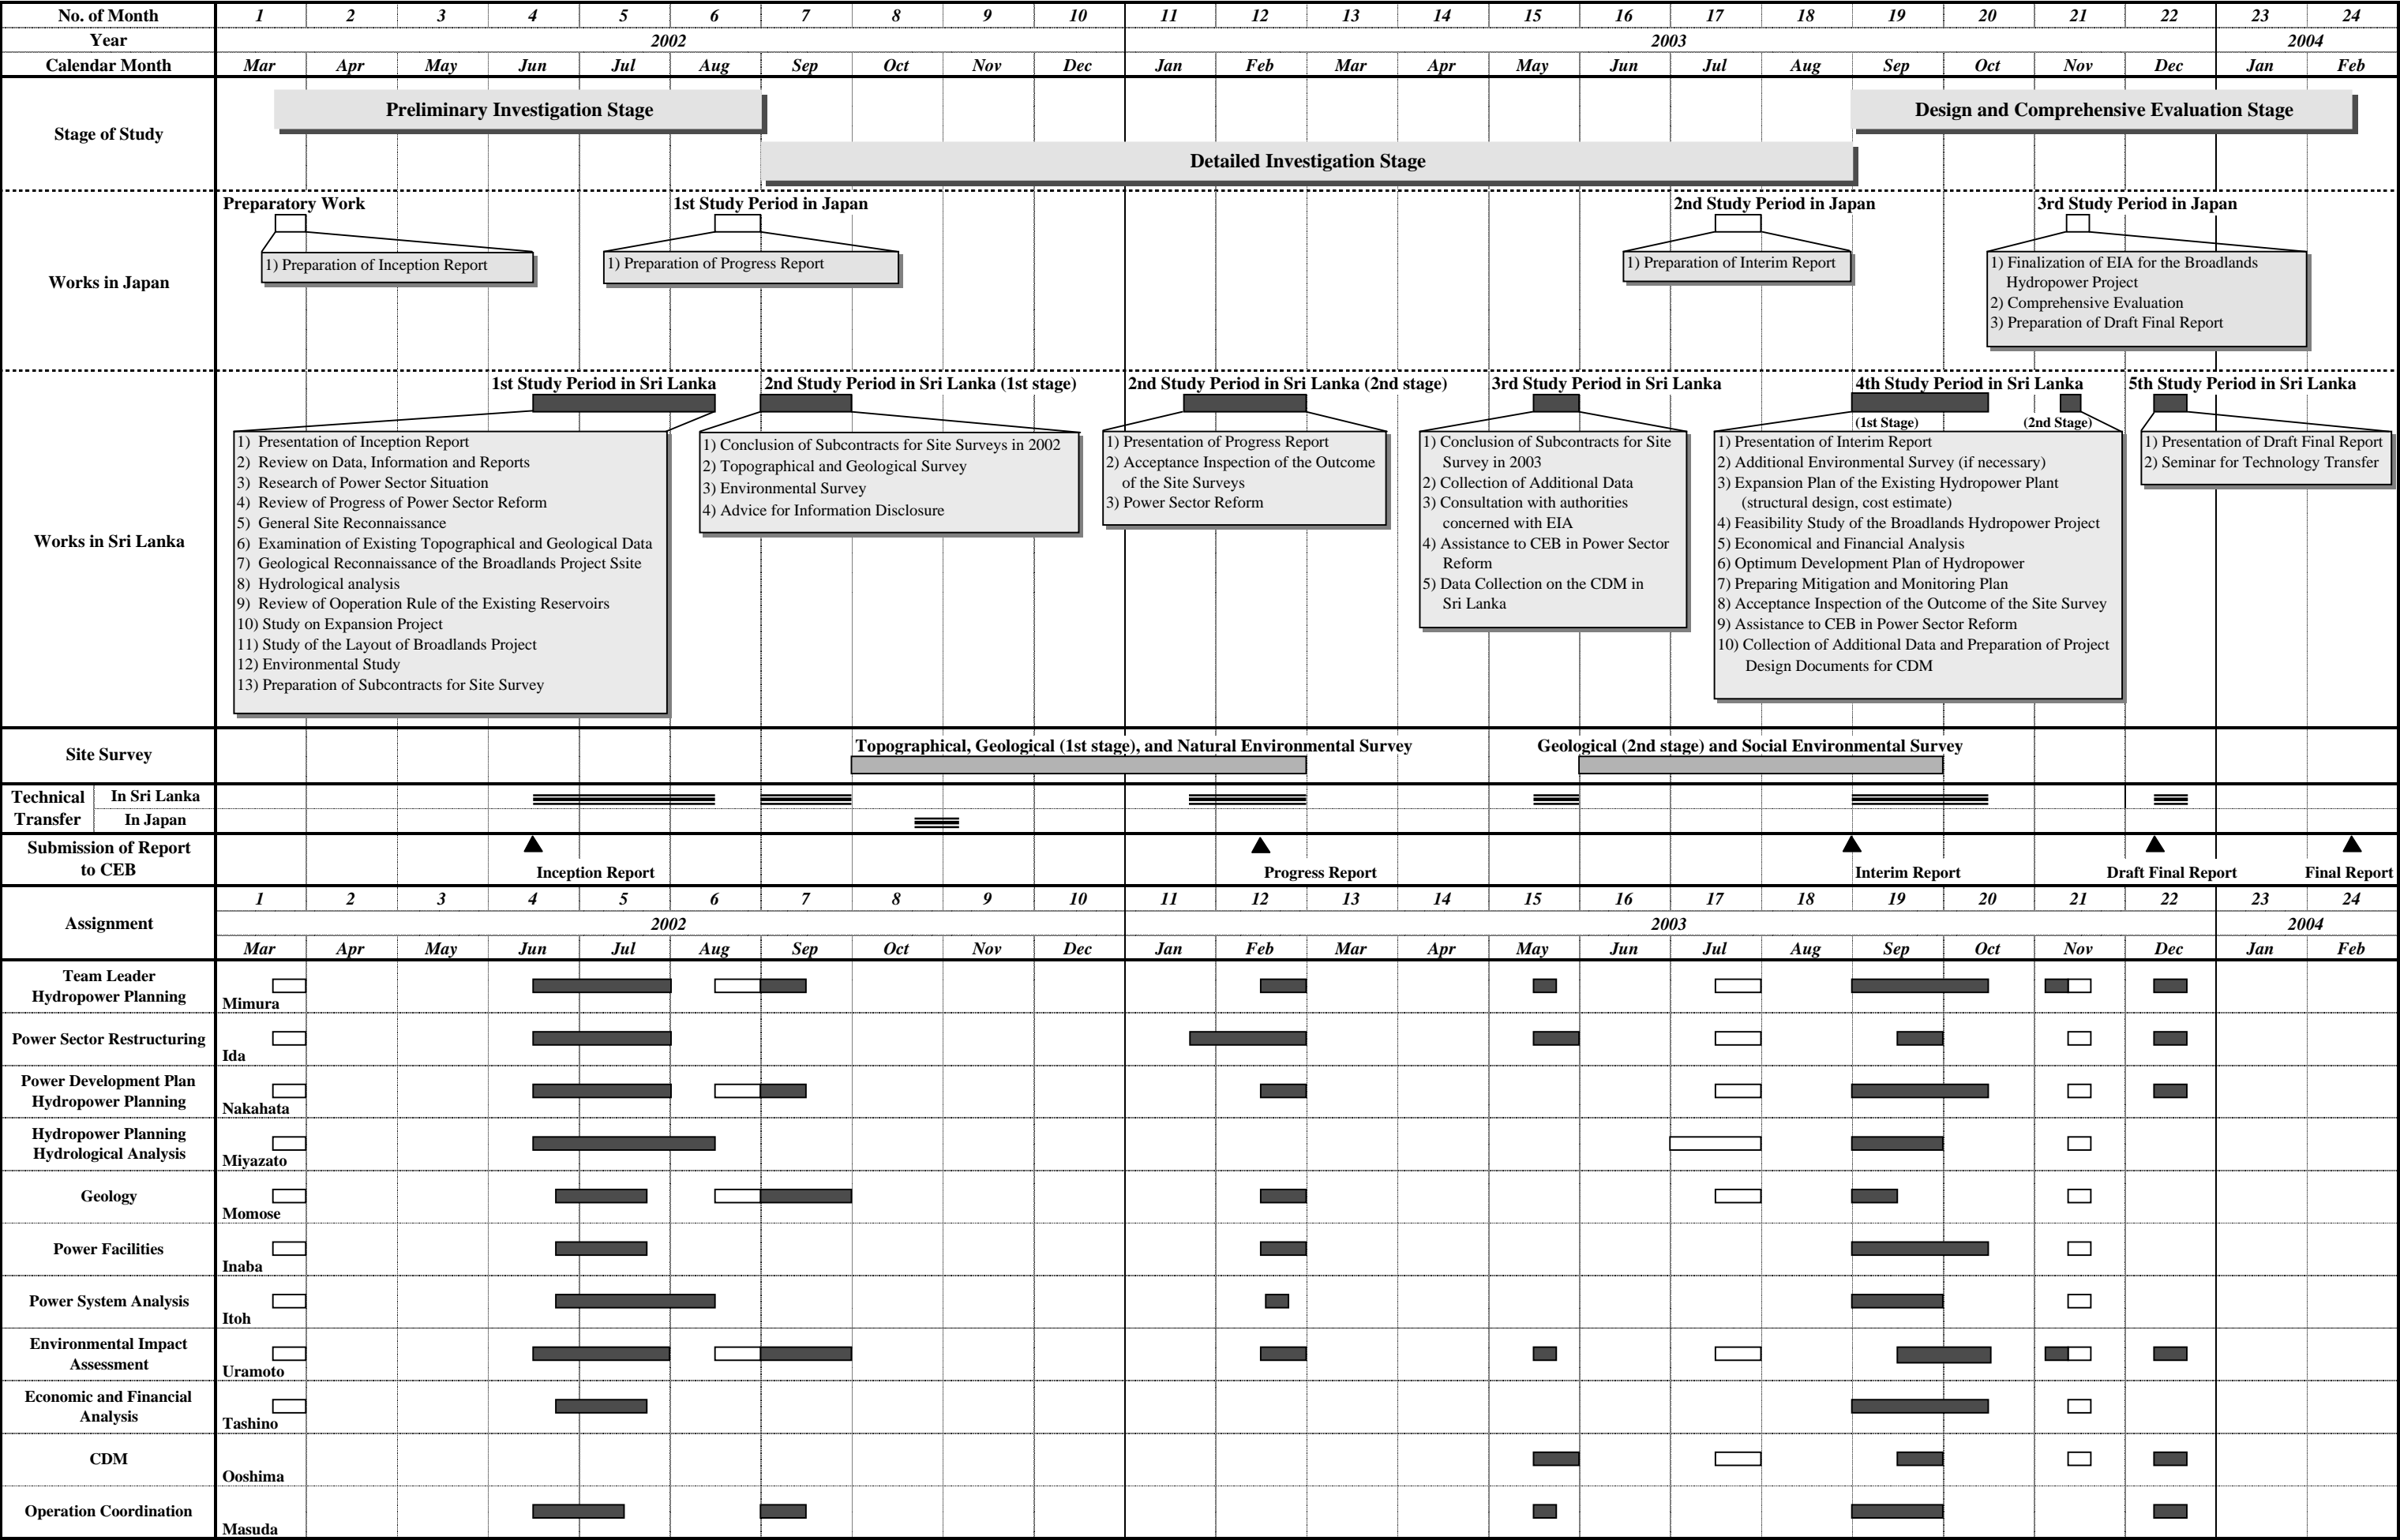 No. of Month 1 2 3 4 5 6 7 8 9 10 11 12 13 14 15 16 17 18 19 20 21 22 23 24
Year 2002 2003 2004
Calendar Month Mar Apr May Jun Jul Aug Sep Oct Nov Dec Jan Feb Mar Apr May Jun Jul Aug Sep Oct Nov Dec Jan Feb
Stage of Study
Preliminary Investigation Stage
Design and Comprehensive Evaluation Stage
Detailed Investigation Stage
Works in Japan
Preparatory Work
1) Preparation of Inception Report
1st Study Period in Japan
1) Preparation of Progress Report
2nd Study Period in Japan
1) Preparation of Interim Report
3rd Study Period in Japan
1) Finalization of EIA for the Broadlands
Hydropower Project
2) Comprehensive Evaluation
3) Preparation of Draft Final Report
Works in Sri Lanka
1st Study Period in Sri Lanka
1) Presentation of Inception Report
2) Review on Data, Information and Reports
3) Research of Power Sector Situation
4) Review of Progress of Power Sector Reform
5) General Site Reconnaissance
6) Examination of Existing Topographical and Geological Data
7) Geological Reconnaissance of the Broadlands Project Ssite
8) Hydrological analysis
9) Review of Ooperation Rule of the Existing Reservoirs
10) Study on Expansion Project
11) Study of the Layout of Broadlands Project
12) Environmental Study
13) Preparation of Subcontracts for Site Survey
2nd Study Period in Sri Lanka (1st stage)
1) Conclusion of Subcontracts for Site Surveys in 2002
2) Topographical and Geological Survey
3) Environmental Survey
4) Advice for Information Disclosure
2nd Study Period in Sri Lanka (2nd stage)
1) Presentation of Progress Report
2) Acceptance Inspection of the Outcome
of the Site Surveys
3) Power Sector Reform
3rd Study Period in Sri Lanka
1) Conclusion of Subcontracts for Site
Survey in 2003
2) Collection of Additional Data
3) Consultation with authorities
concerned with EIA
4) Assistance to CEB in Power Sector
Reform
5) Data Collection on the CDM in
Sri Lanka
4th Study Period in Sri Lanka
(1st Stage)
(2nd Stage)
1) Presentation of Interim Report
2) Additional Environmental Survey (if necessary)
3) Expansion Plan of the Existing Hydropower Plant
(structural design, cost estimate)
4) Feasibility Study of the Broadlands Hydropower Project
5) Economical and Financial Analysis
6) Optimum Development Plan of Hydropower
7) Preparing Mitigation and Monitoring Plan
8) Acceptance Inspection of the Outcome of the Site Survey
9) Assistance to CEB in Power Sector Reform
10) Collection of Additional Data and Preparation of Project
Design Documents for CDM
5th Study Period in Sri Lanka
1) Presentation of Draft Final Report
2) Seminar for Technology Transfer
Site Survey
Topographical, Geological (1st stage), and Natural Environmental Survey
Geological (2nd stage) and Social Environmental Survey
Technical
Transfer
In Sri Lanka
In Japan
Submission of Report
to CEB
Inception Report
Progress Report
Interim Report
Draft Final Report
Final Report
Assignment
1 2 3 4 5 6 7 8 9 10 11 12 13 14 15 16 17 18 19 20 21 22 23 24
2002 2003 2004
Mar Apr May Jun Jul Aug Sep Oct Nov Dec Jan Feb Mar Apr May Jun Jul Aug Sep Oct Nov Dec Jan Feb
Team Leader
Hydropower Planning
Mimura
Power Sector Restructuring
Ida
Power Development Plan
Hydropower Planning
Nakahata
Hydropower Planning
Hydrological Analysis
Miyazato
Geology
Momose
Power Facilities
Inaba
Power System Analysis
Itoh
Environmental Impact
Assessment
Uramoto
Economic and Financial
Analysis
Tashino
CDM
Ooshima
Operation Coordination
Masuda